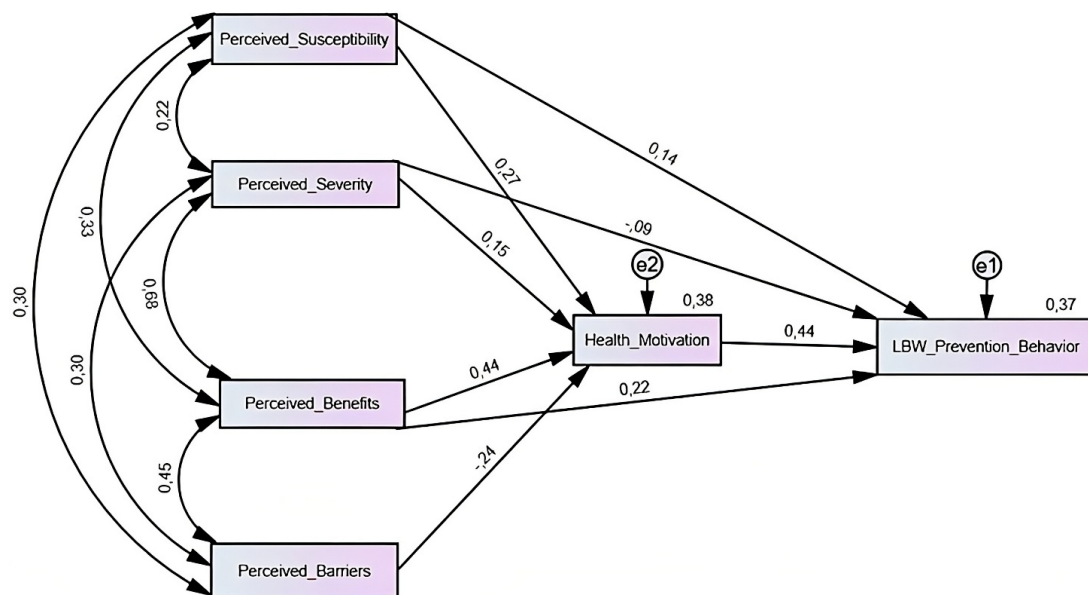 Perceived_Susceptibility
0,22
0,14
0,27
Perceived_Severity
-,09
0,33
0,15
e2
e1
0,68
0,38
0,37
0,30
Health_Motivation
0,44
LBW_Prevention_Behavior
0,30
0,44
0,22
Perceived_Benefits
0,45
-,24
Perceived_Barriers